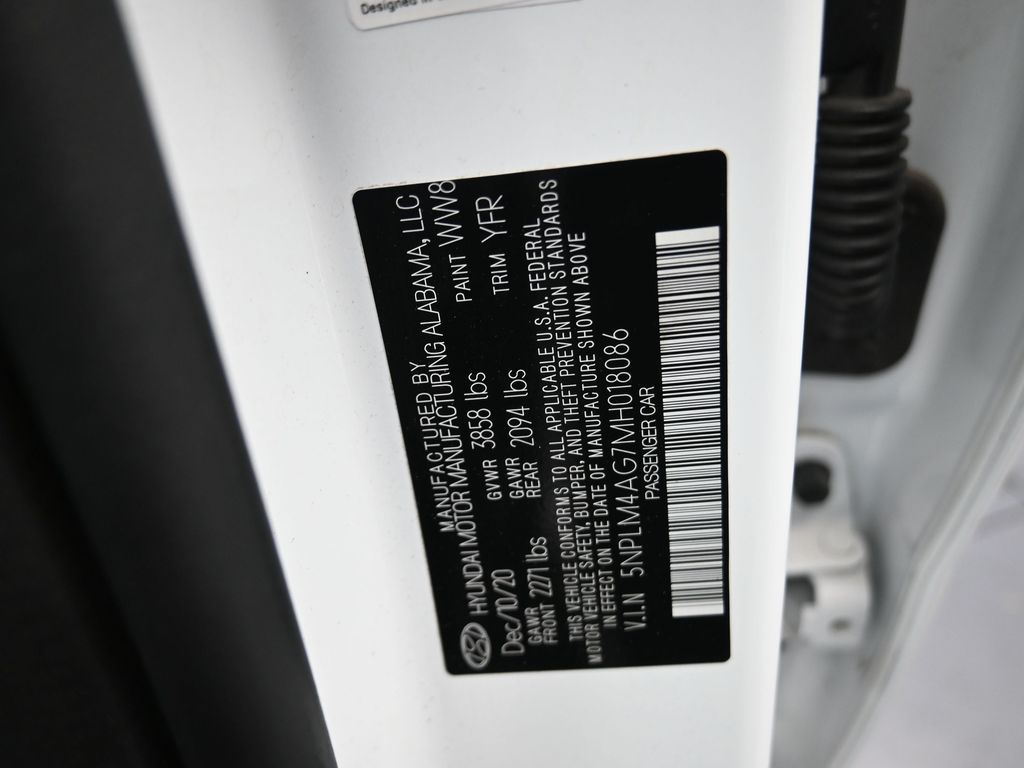 MANUFACTURED BY
HYUNDAI MOTOR MANUFACTURING ALABAMA, LLC
Dec/10/20 GVWR 3858 lbs PAINT WW8
GAWR FRONT 2271 lbs GAWR REAR 2094 lbs TRIM YFR
THIS VEHICLE CONFORMS TO ALL APPLICABLE U.S.A. FEDERAL
MOTOR VEHICLE SAFETY, BUMPER, AND THEFT PREVENTION STANDARDS
IN EFFECT ON THE DATE OF MANUFACTURE SHOWN ABOVE
V.I.N 5NPLM4AG7MH018086
PASSENGER CAR
Designed